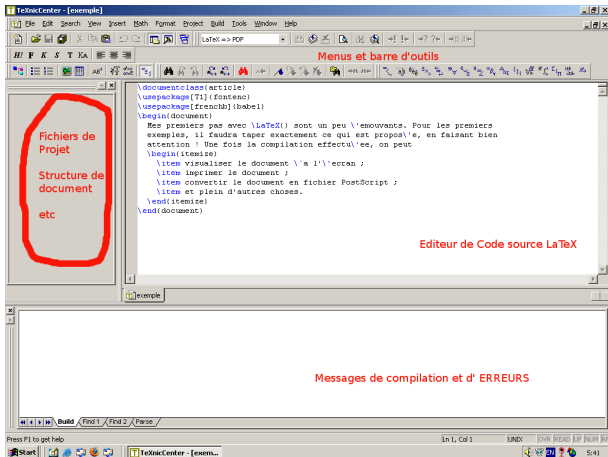 TeXnicCenter - [exemple]
File Edit Search View Insert Math Format Project Build Tools Window Help
LaTeX => PDF
Menus et barre d'outils
\documentclass{article}
\usepackage[T1]{fontenc}
\usepackage[frenchb]{babel}
\begin{document}
Mes premiers pas avec \LaTeX{} sont un peu \'emouvants. Pour les premiers
exemples, il faudra taper exactement ce qui est propos\'e, en faisant bien
attention ! Une fois la compilation effectu\'ee, on peut
\begin{itemize}
\item visualiser le document \`a l'\'ecran ;
\item imprimer le document ;
\item convertir le document en fichier PostScript ;
\item et plein d'autres choses.
\end{itemize}
\end{document}
Fichiers de
Projet
Structure de
document
etc
Editeur de Code source LaTeX
exemple
Messages de compilation et d' ERREURS
Build Find 1 Find 2 Parse
Press F1 to get help
Ln 1, Col 1 UNIX OVR READ UF NUM
Start TeXnicCenter - [exem... EN 5:41